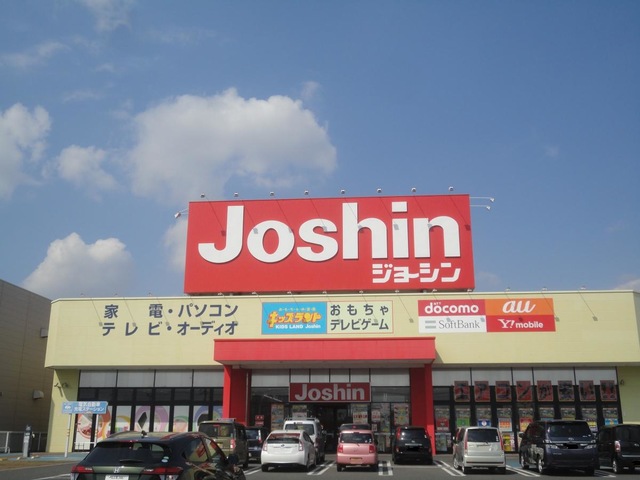 Joshin
ジョーシン
家 電・パソコン
テレビ・オーディオ
キッズランド
KIDS LAND Joshin
おもちゃ
テレビゲーム
docomo
au
SoftBank
Y!mobile
Joshin